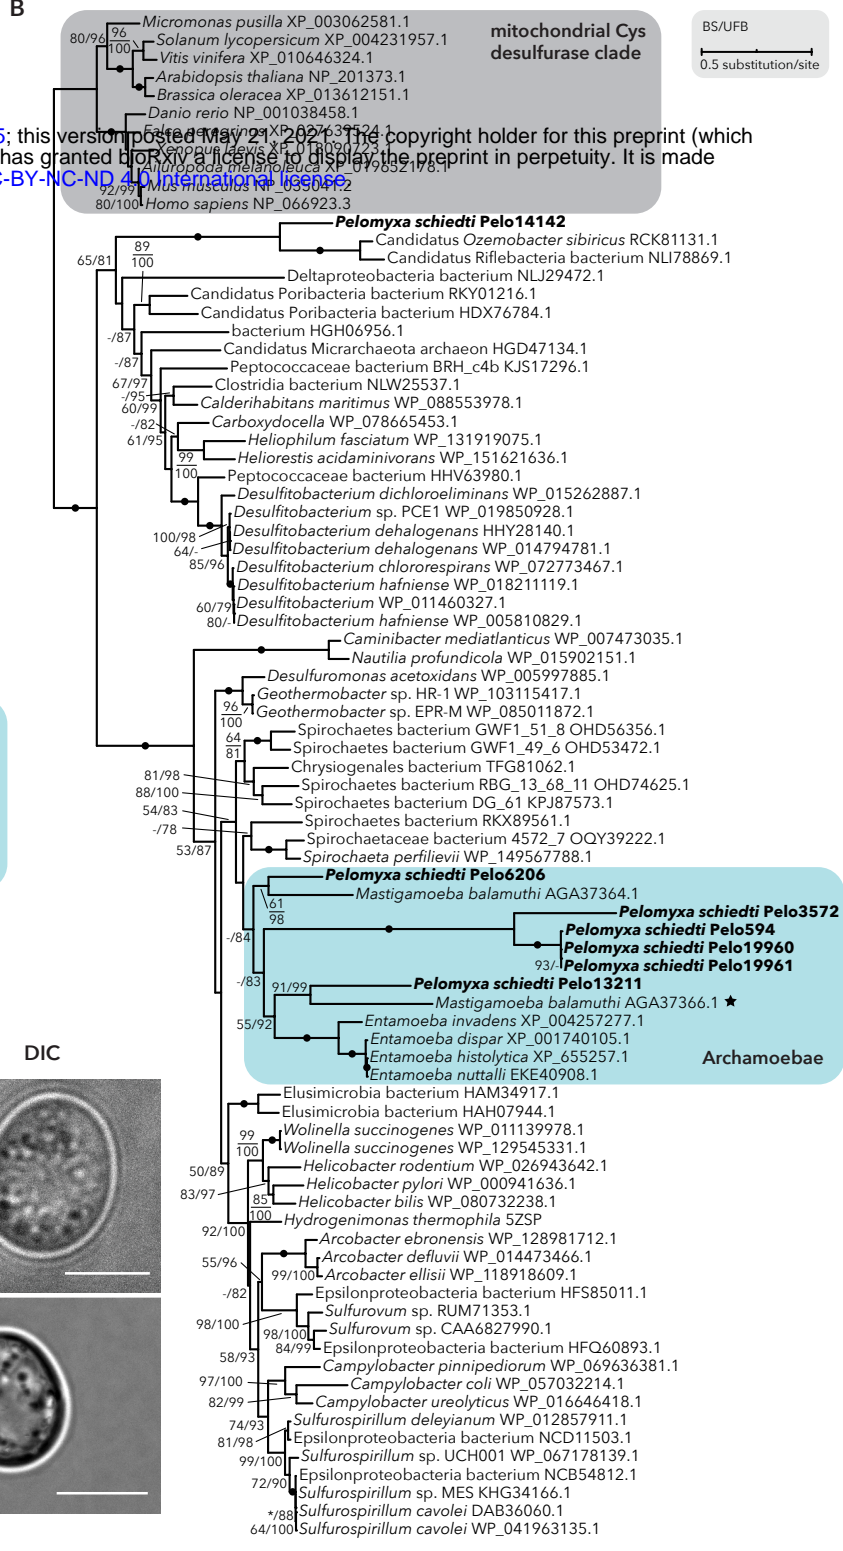 B
Micromonas pusilla XP_003062581.1
80/96
96
100
Solanum lycopersicum XP_004231957.1
Vitis vinifera XP_010646324.1
Arabidopsis thaliana NP_201373.1
Brassica oleracea XP_013612151.1
mitochondrial Cys
desulfurase clade
BS/UFB
0.5 substitution/site
Danio rerio NP_001038458.1
Falco peregrinus XP_027639524.1
5; this version posted May 21, 2021. The copyright holder for this preprint (which
Xenopus laevis XP_018090723.1
has granted bioRxiv a license to display the preprint in perpetuity. It is made
Ailuropoda melanoleuca XP_019652178.1
C-BY-NC-ND 4.0 International license.
92/99
Mus musculus NP_035041.2
80/100
Homo sapiens NP_066923.3
Pelomyxa schiedti Pelo14142
Candidatus Ozemobacter sibiricus RCK81131.1
Candidatus Riflebacteria bacterium NLI78869.1
65/81
89
100
Deltaproteobacteria bacterium NLJ29472.1
Candidatus Poribacteria bacterium RKY01216.1
Candidatus Poribacteria bacterium HDX76784.1
-/87
bacterium HGH06956.1
-/87
Candidatus Micrarchaeota archaeon HGD47134.1
Peptococcaceae bacterium BRH_c4b KJS17296.1
67/97
Clostridia bacterium NLW25537.1
-/95
60/99
Calderihabitans maritimus WP_088553978.1
-/82
Carboxydocella WP_078665453.1
61/95
Heliophilum fasciatum WP_131919075.1
99
100
Heliorestis acidaminivorans WP_151621636.1
Peptococcaceae bacterium HHV63980.1
Desulfitobacterium dichloroeliminans WP_015262887.1
Desulfitobacterium sp. PCE1 WP_019850928.1
100/98
Desulfitobacterium dehalogenans HHY28140.1
64/-
Desulfitobacterium dehalogenans WP_014794781.1
85/96
Desulfitobacterium chlororespirans WP_072773467.1
Desulfitobacterium hafniense WP_018211119.1
60/79
Desulfitobacterium WP_011460327.1
80/-
Desulfitobacterium hafniense WP_005810829.1
Caminibacter mediatlanticus WP_007473035.1
Nautilia profundicola WP_015902151.1
Desulfuromonas acetoxidans WP_005997885.1
Geothermobacter sp. HR-1 WP_103115417.1
96
100
Geothermobacter sp. EPR-M WP_085011872.1
Spirochaetes bacterium GWF1_51_8 OHD56356.1
64
81
Spirochaetes bacterium GWF1_49_6 OHD53472.1
Chrysiogenales bacterium TFG81062.1
81/98
Spirochaetes bacterium RBG_13_68_11 OHD74625.1
88/100
Spirochaetes bacterium DG_61 KPJ87573.1
54/83
Spirochaetes bacterium RKX89561.1
-/78
Spirochaetaceae bacterium 4572_7 OQY39222.1
53/87
Spirochaeta perfilievii WP_149567788.1
Pelomyxa schiedti Pelo6206
Mastigamoeba balamuthi AGA37364.1
61
98
Pelomyxa schiedti Pelo3572
Pelomyxa schiedti Pelo594
-/84
Pelomyxa schiedti Pelo19960
93/-
Pelomyxa schiedti Pelo19961
-/83
91/99
Pelomyxa schiedti Pelo13211
Mastigamoeba balamuthi AGA37366.1 ★
55/92
Entamoeba invadens XP_004257277.1
Entamoeba dispar XP_001740105.1
Entamoeba histolytica XP_655257.1
Archamoebae
Entamoeba nuttalli EKE40908.1
DIC
Elusimicrobia bacterium HAM34917.1
Elusimicrobia bacterium HAH07944.1
Wolinella succinogenes WP_011139978.1
99
100
Wolinella succinogenes WP_129545331.1
50/89
Helicobacter rodentium WP_026943642.1
83/97
Helicobacter pylori WP_000941636.1
85
100
Helicobacter bilis WP_080732238.1
92/100
Hydrogenimonas thermophila 5ZSP
Arcobacter ebronensis WP_128981712.1
55/96
Arcobacter defluvii WP_014473466.1
99/100
Arcobacter ellisii WP_118918609.1
-/82
Epsilonproteobacteria bacterium HFS85011.1
Sulfurovum sp. RUM71353.1
98/100
98/100
Sulfurovum sp. CAA6827990.1
84/99
Epsilonproteobacteria bacterium HFQ60893.1
58/93
Campylobacter pinnipediorum WP_069636381.1
97/100
Campylobacter coli WP_057032214.1
82/99
Campylobacter ureolyticus WP_016646418.1
74/93
Sulfurospirillum deleyianum WP_012857911.1
81/98
Epsilonproteobacteria bacterium NCD11503.1
99/100
Sulfurospirillum sp. UCH001 WP_067178139.1
72/90
Epsilonproteobacteria bacterium NCB54812.1
Sulfurospirillum sp. MES KHG34166.1
*/88
Sulfurospirillum cavolei DAB36060.1
64/100
Sulfurospirillum cavolei WP_041963135.1